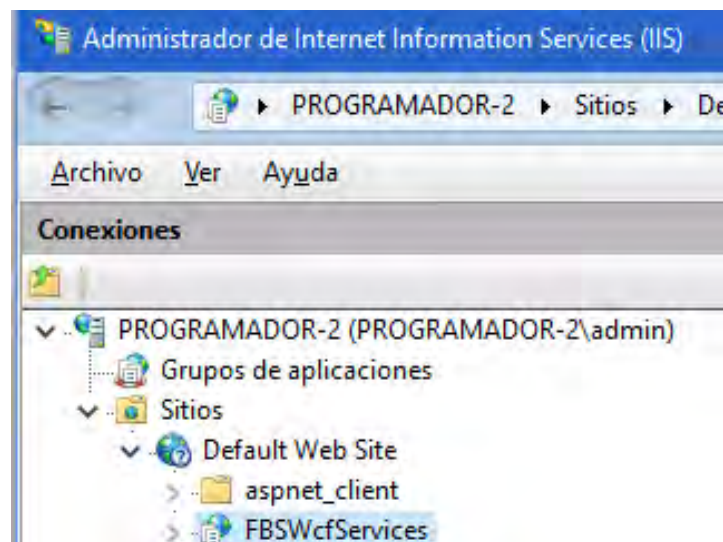 Administrador de Internet Information Services (IIS)
PROGRAMADOR-2 Sitios De
Archivo Ver Ayuda
Conexiones
PROGRAMADOR-2 (PROGRAMADOR-2\admin)
Grupos de aplicaciones
Sitios
Default Web Site
aspnet_client
FBSWcfServices